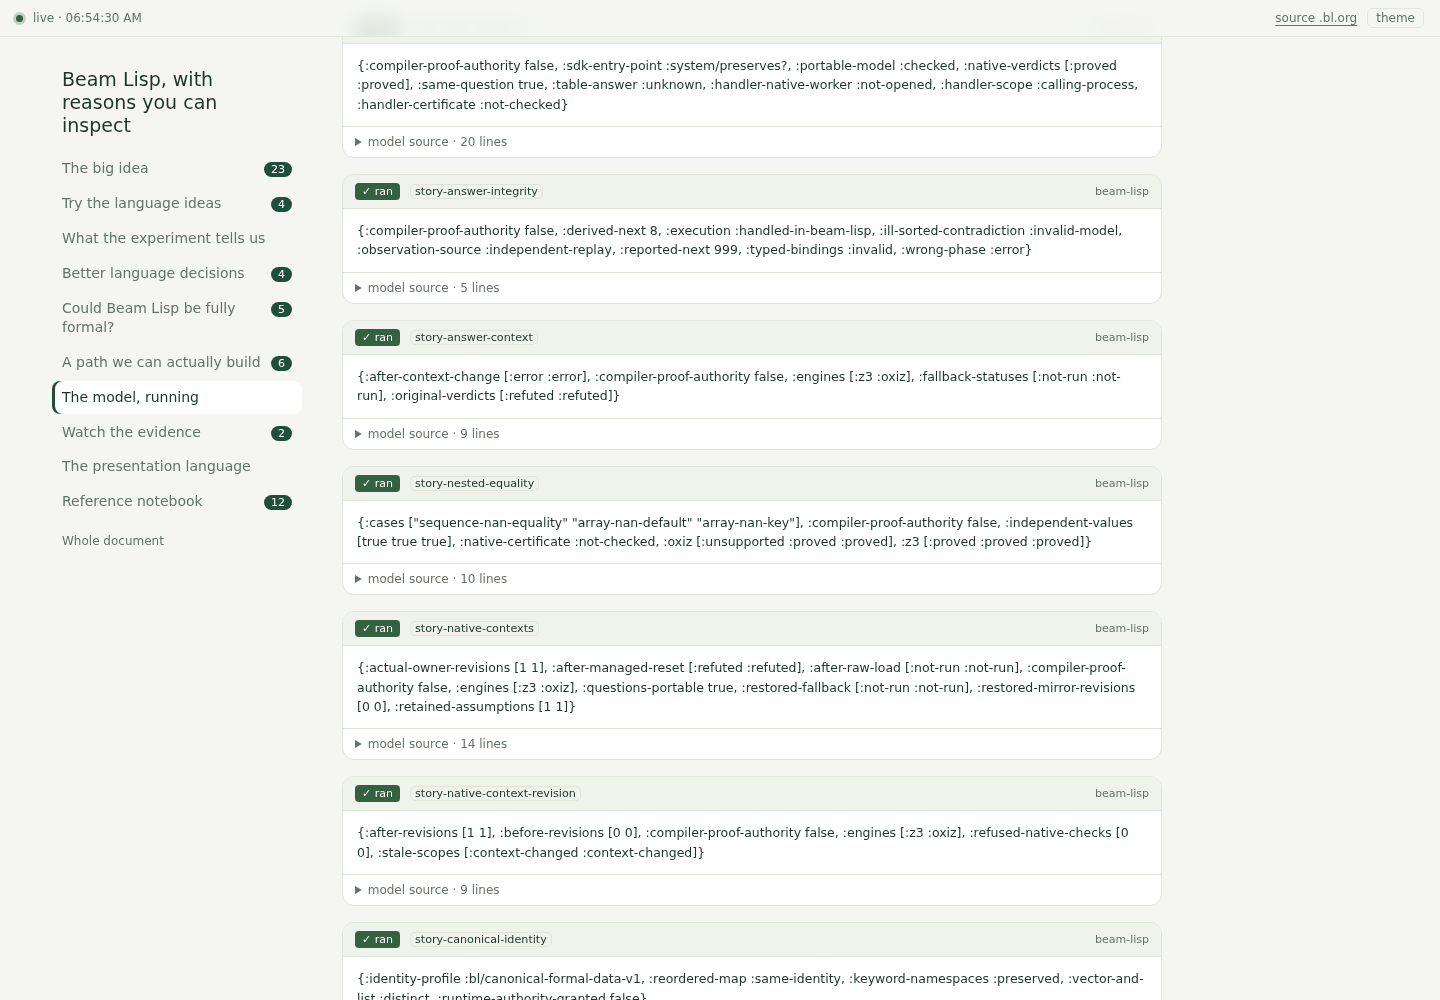 live · 06:54:30 AM
source .bl.org
theme
Beam Lisp, with
reasons you can
inspect
The big idea 23
Try the language ideas 4
What the experiment tells us
Better language decisions 4
Could Beam Lisp be fully 5
formal?
A path we can actually build 6
The model, running
Watch the evidence 2
The presentation language
Reference notebook 12
Whole document
{:compiler-proof-authority false, :sdk-entry-point :system/preserves?, :portable-model :checked, :native-verdicts [:proved
:proved], :same-question true, :table-answer :unknown, :handler-native-worker :not-opened, :handler-scope :calling-process,
:handler-certificate :not-checked}
▶ model source · 20 lines
✓ ran story-answer-integrity beam-lisp
{:compiler-proof-authority false, :derived-next 8, :execution :handled-in-beam-lisp, :ill-sorted-contradiction :invalid-model,
:observation-source :independent-replay, :reported-next 999, :typed-bindings :invalid, :wrong-phase :error}
▶ model source · 5 lines
✓ ran story-answer-context beam-lisp
{:after-context-change [:error :error], :compiler-proof-authority false, :engines [:z3 :oxiz], :fallback-statuses [:not-run :not-
run], :original-verdicts [:refuted :refuted]}
▶ model source · 9 lines
✓ ran story-nested-equality beam-lisp
{:cases ["sequence-nan-equality" "array-nan-default" "array-nan-key"], :compiler-proof-authority false, :independent-values
[true true true], :native-certificate :not-checked, :oxiz [:unsupported :proved :proved], :z3 [:proved :proved :proved]}
▶ model source · 10 lines
✓ ran story-native-contexts beam-lisp
{:actual-owner-revisions [1 1], :after-managed-reset [:refuted :refuted], :after-raw-load [:not-run :not-run], :compiler-proof-
authority false, :engines [:z3 :oxiz], :questions-portable true, :restored-fallback [:not-run :not-run], :restored-mirror-revisions
[0 0], :retained-assumptions [1 1]}
▶ model source · 14 lines
✓ ran story-native-context-revision beam-lisp
{:after-revisions [1 1], :before-revisions [0 0], :compiler-proof-authority false, :engines [:z3 :oxiz], :refused-native-checks [0
0], :stale-scopes [:context-changed :context-changed]}
▶ model source · 9 lines
✓ ran story-canonical-identity beam-lisp
{:identity-profile :bl/canonical-formal-data-v1, :reordered-map :same-identity, :keyword-namespaces :preserved, :vector-and-
list :distinct, :runtime-authority-granted false}